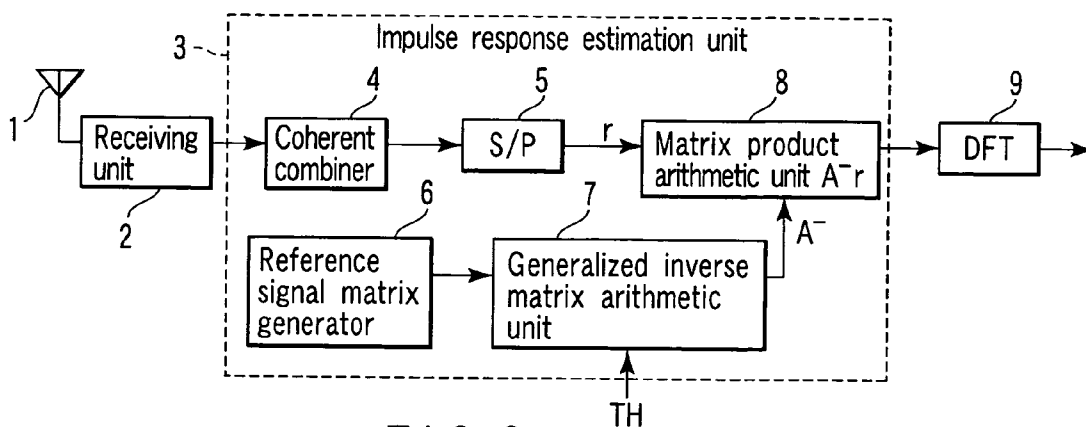 Impulse response estimation unit
3
1
Receiving
unit
2
4
Coherent
combiner
5
S/P
r
8
Matrix product
arithmetic unit A⁻r
9
DFT
6
Reference
signal matrix
generator
7
Generalized inverse
matrix arithmetic
unit
A⁻
TH